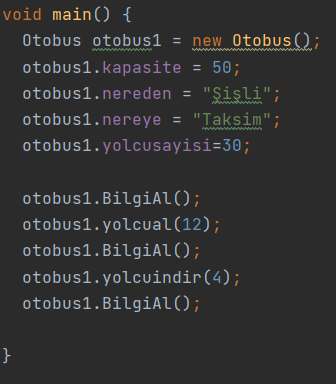 void main() {
Otobus otobus1 = new Otobus();
otobus1.kapasite = 50;
otobus1.nereden = "Şişli";
otobus1.nereye = "Taksim";
otobus1.yolcusayisi=30;
otobus1.BilgiAl();
otobus1.yolcual(12);
otobus1.BilgiAl();
otobus1.yolcuindir(4);
otobus1.BilgiAl();
}